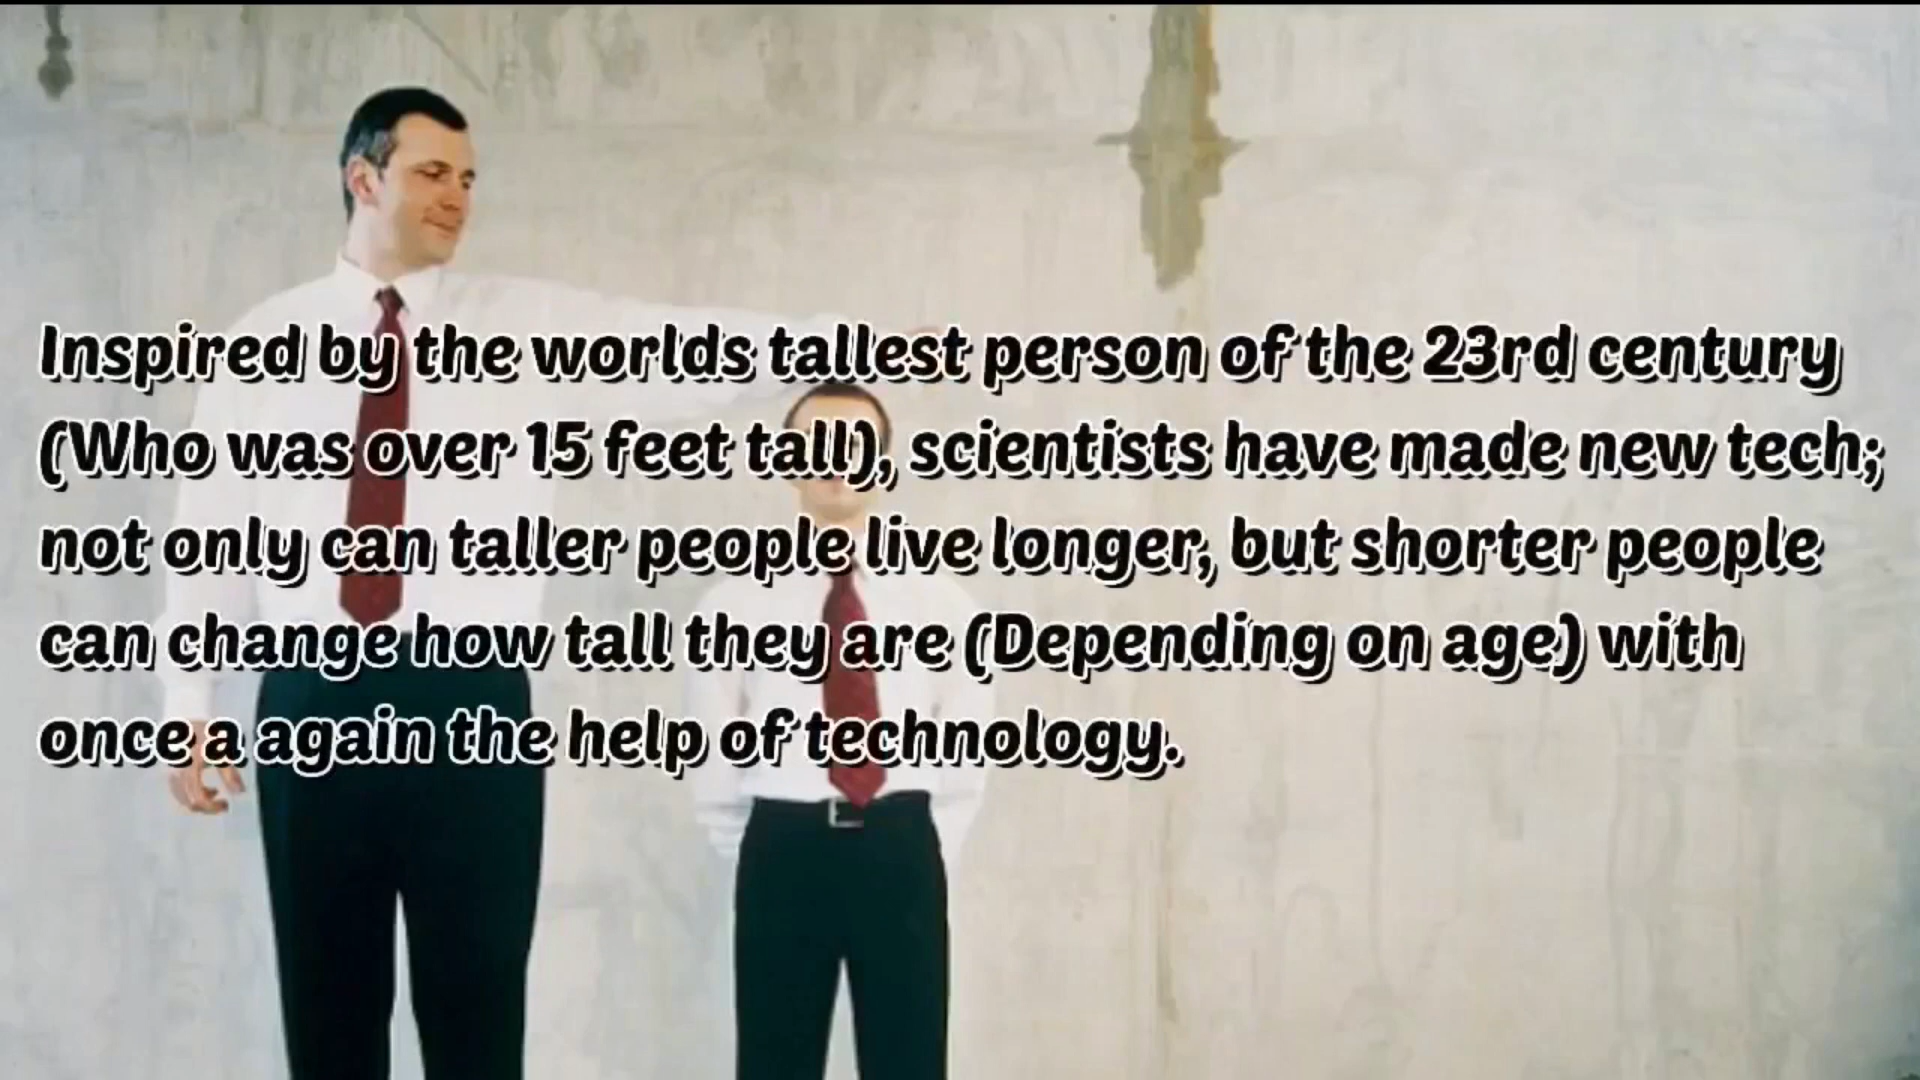 Inspired by the worlds tallest person of the 23rd century
(Who was over 15 feet tall), scientists have made new tech;
not only can taller people live longer, but shorter people
can change how tall they are (Depending on age) with
once a again the help of technology.